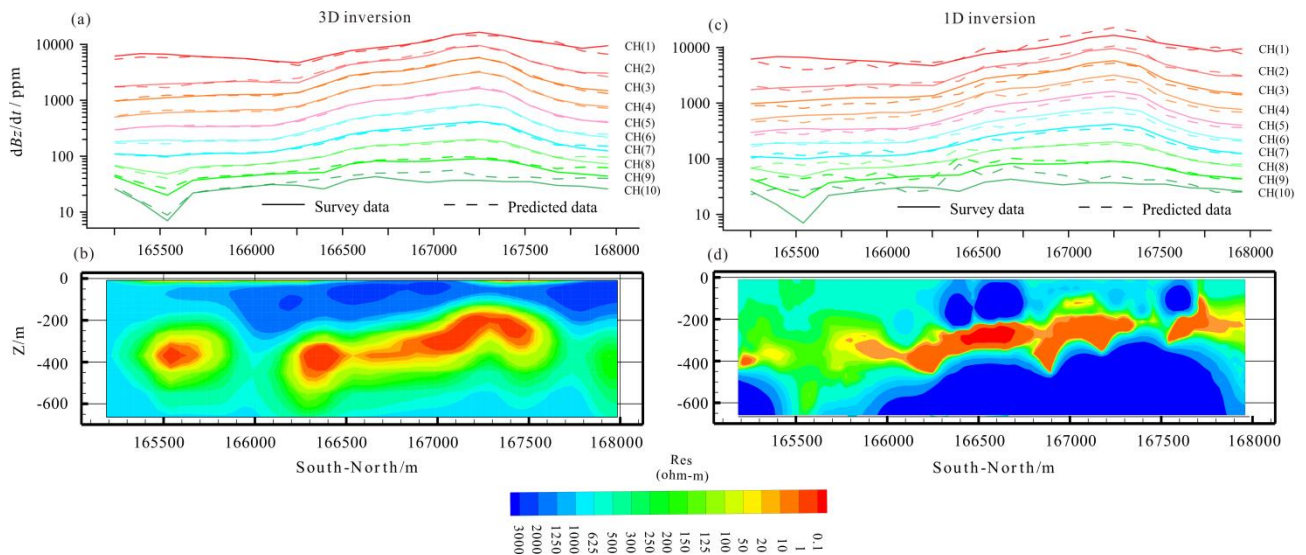 (a) 3D inversion
10000
1000
100
10
dBz/dr / ppm
CH(1)
CH(2)
CH(3)
CH(4)
CH(5)
CH(6)
CH(7)
CH(8)
CH(9)
CH(10)
Survey data Predicted data
165500 166000 166500 167000 167500 168000
(c) 1D inversion
10000
1000
100
10
CH(1)
CH(2)
CH(3)
CH(4)
CH(5)
CH(6)
CH(7)
CH(8)
CH(9)
CH(10)
Survey data Predicted data
165500 166000 166500 167000 167500 168000
(b)
0
-200
-400
-600
Z/m
165500 166000 166500 167000 167500 168000
South-North/m
(d)
0
-200
-400
-600
165500 166000 166500 167000 167500 168000
South-North/m
Res
(ohm-m)
3000 2000 1250 1000 625 500 250 125 100 50 20 10 1 0.1